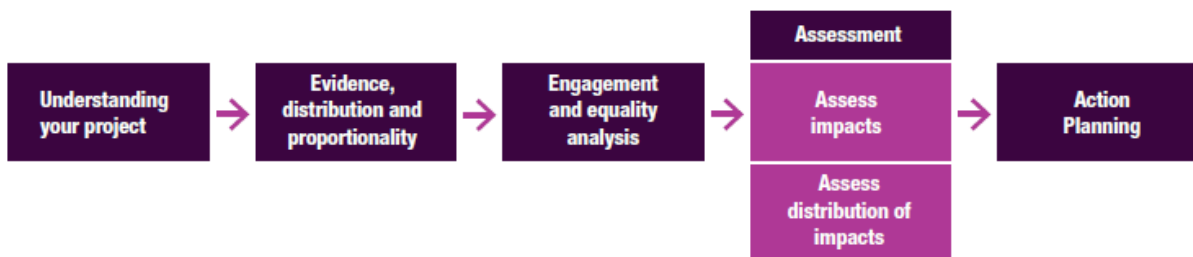 Understanding
your project
Evidence,
distribution and
proportionality
Engagement
and equality
analysis
Assessment
Assess
impacts
Assess
distribution of
impacts
Action
Planning